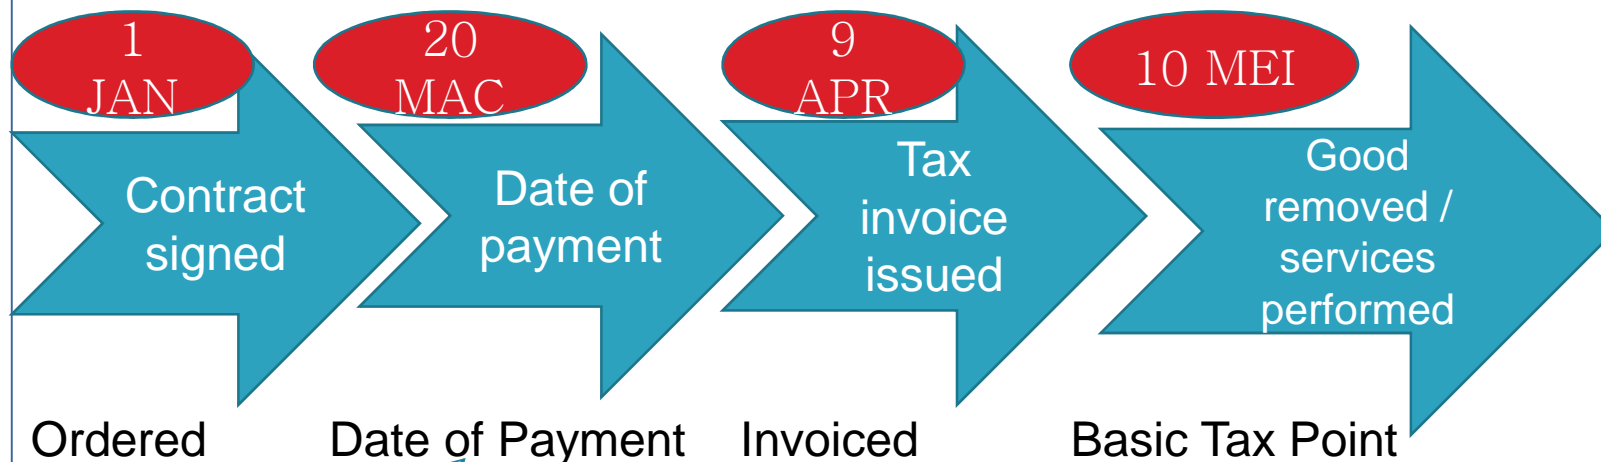 1
JAN
Contract
signed
Ordered
20
MAC
Date of
payment
Date of Payment
9
APR
Tax
invoice
issued
Invoiced
10 MEI
Good
removed /
services
performed
Basic Tax Point